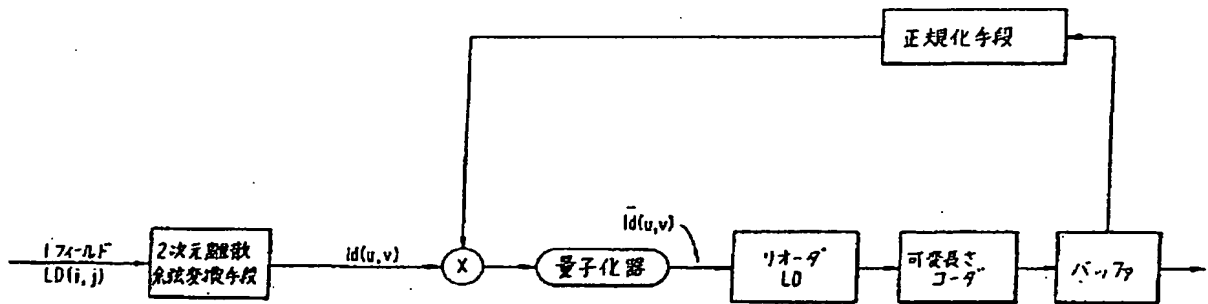 正規化手段
1フィールド
LD(i,j)
2次元離散
余弦変換手段
ld(u,v)
X
量子化器
l̄d(u,v)
リオーダ
LD
可変長さ
コーダ
バッファ